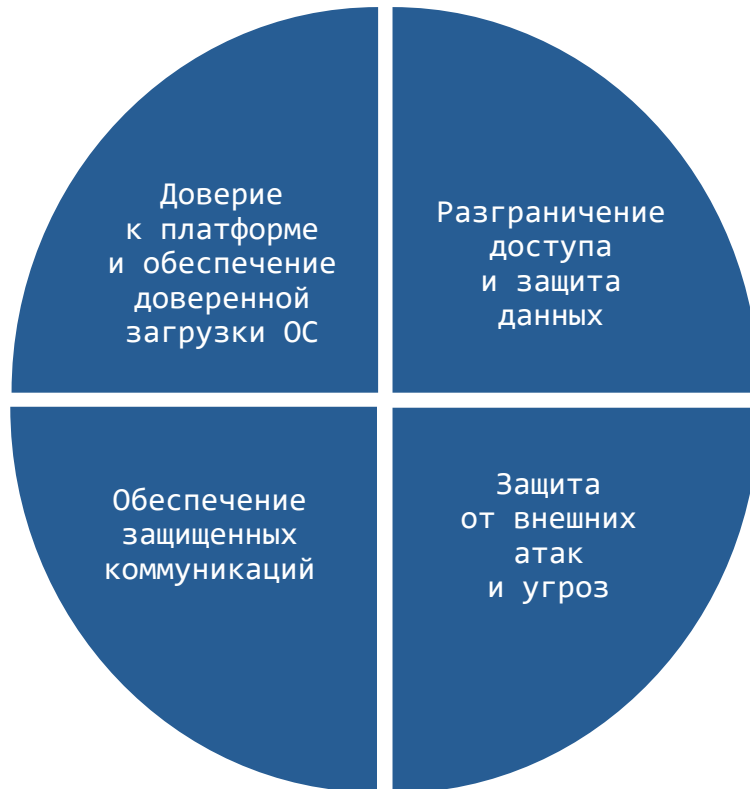 Доверие
к платформе
и обеспечение
доверенной
загрузки ОС
Разграничение
доступа
и защита
данных
Обеспечение
защищенных
коммуникаций
Защита
от внешних
атак
и угроз